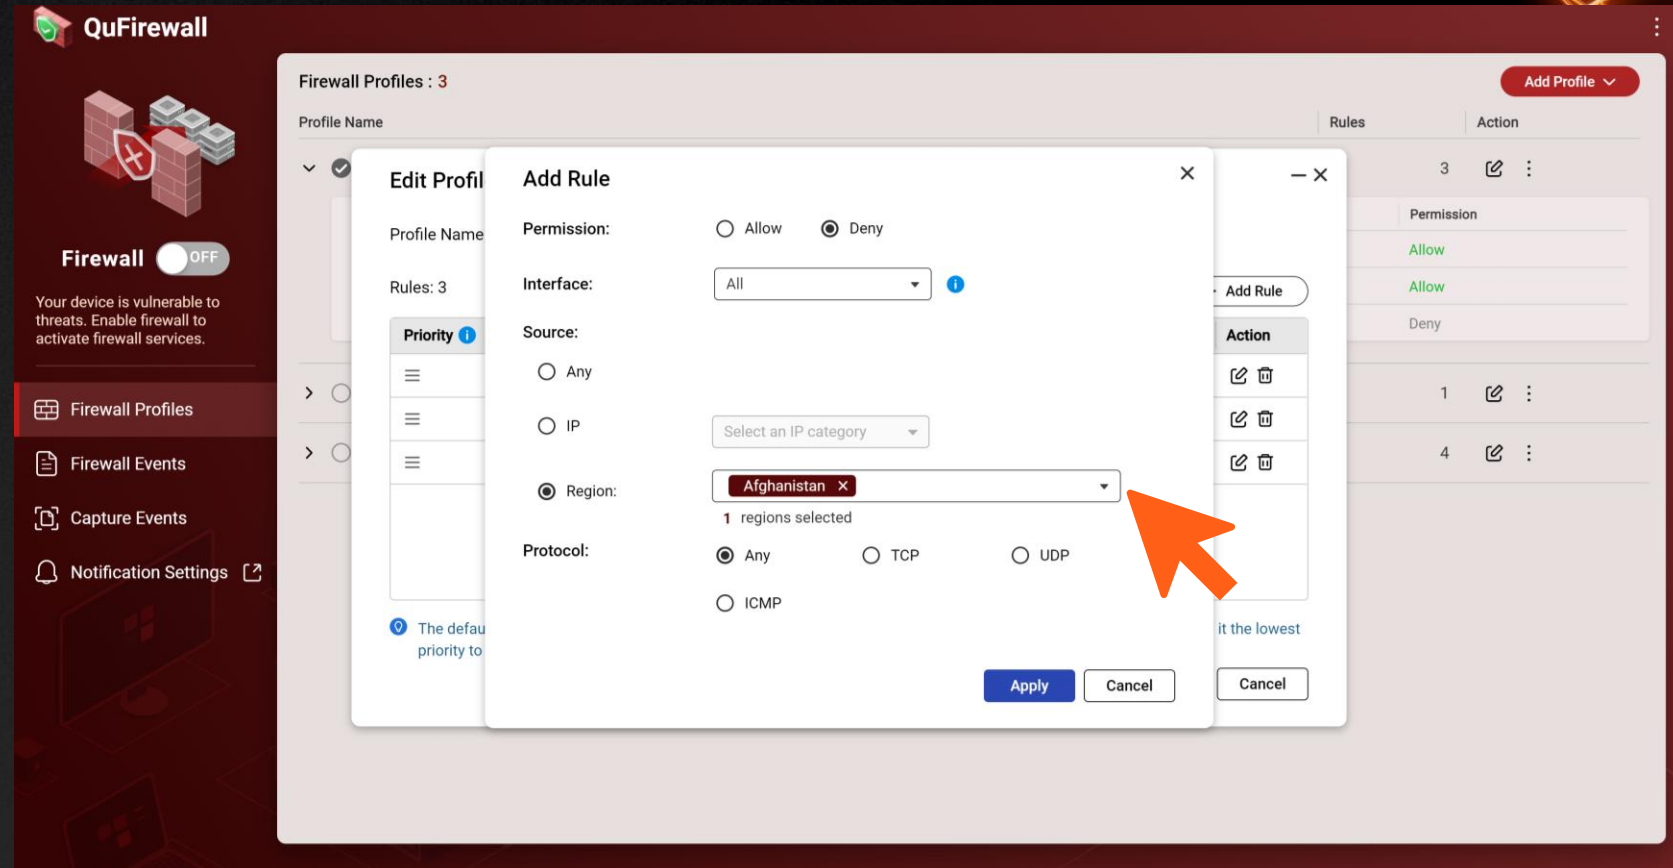 QuFirewall
Firewall Profiles : 3
Add Profile
Profile Name
Rules
Action
3
Permission
Allow
Allow
Deny
1
4
Firewall
OFF
Your device is vulnerable to
threats. Enable firewall to
activate firewall services.
Firewall Profiles
Firewall Events
Capture Events
Notification Settings
Edit Profil
Profile Name
Rules: 3
Add Rule
Priority
Action
The defau
it the lowest
priority to
Cancel
Add Rule
Permission:
Allow
Deny
Interface:
All
Source:
Any
IP
Select an IP category
Region:
Afghanistan
1 regions selected
Protocol:
Any
TCP
UDP
ICMP
Apply
Cancel